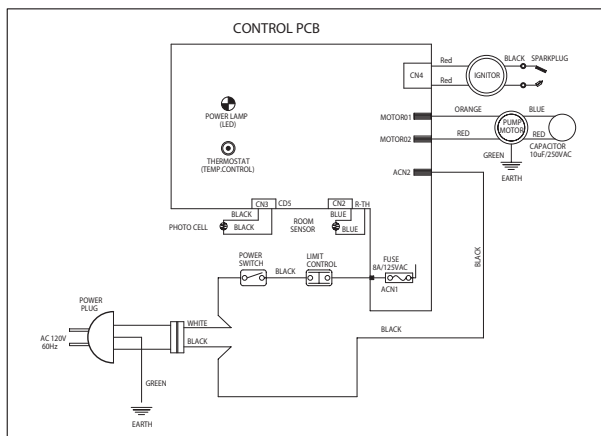 CONTROL PCB
CN4
Red
Red
IGNITOR
BLACK
SPARKPLUG
POWER LAMP
(LED)
MOTOR01
ORANGE
PUMP
MOTOR
BLUE
MOTOR02
RED
RED
CAPACITOR
10uF/250VAC
GREEN
EARTH
THERMOSTAT
(TEMP.CONTROL)
ACN2
CN3
CD5
CN2
R-TH
BLACK
BLACK
PHOTO CELL
ROOM
SENSOR
BLUE
BLUE
POWER
SWITCH
BLACK
LIMIT
CONTROL
FUSE
8A/125VAC
ACN1
BLACK
POWER
PLUG
AC 120V
60Hz
WHITE
BLACK
BLACK
GREEN
EARTH